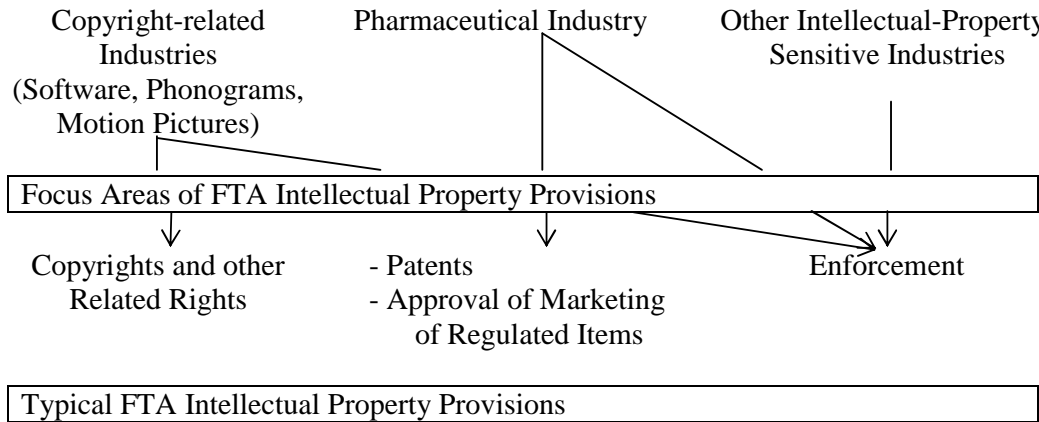 Copyright-related
Industries
(Software, Phonograms,
Motion Pictures)
Pharmaceutical Industry
Other Intellectual-Property
Sensitive Industries
Focus Areas of FTA Intellectual Property Provisions
Copyrights and other
Related Rights
- Patents
- Approval of Marketing
of Regulated Items
Enforcement
Typical FTA Intellectual Property Provisions